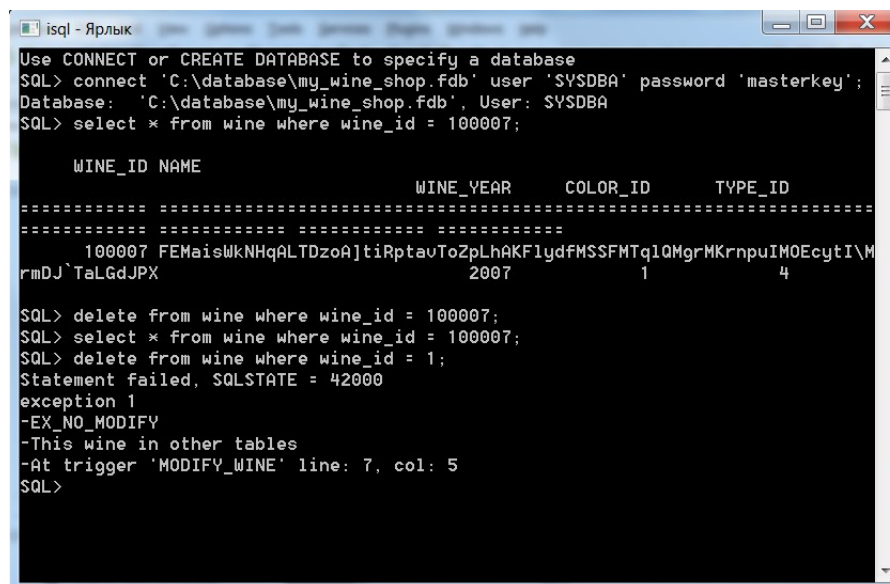 isql - Ярлык
Use CONNECT or CREATE DATABASE to specify a database
SQL> connect 'C:\database\my_wine_shop.fdb' user 'SYSDBA' password 'masterkey';
Database:  'C:\database\my_wine_shop.fdb', User: SYSDBA
SQL> select * from wine where wine_id = 100007;
WINE_ID NAME
WINE_YEAR COLOR_ID TYPE_ID
============ ===================================================================
============ ============ ============ ============
100007 FEMaisWkNHqALTDzoA]tiRptavToZpLhAKFlydfMSSFMTqlQMgrMKrnpuIMOEcytI\M
rmDJ`TaLGdJPX 2007 1 4
SQL> delete from wine where wine_id = 100007;
SQL> select * from wine where wine_id = 100007;
SQL> delete from wine where wine_id = 1;
Statement failed, SQLSTATE = 42000
exception 1
-EX_NO_MODIFY
-This wine in other tables
-At trigger 'MODIFY_WINE' line: 7, col: 5
SQL>